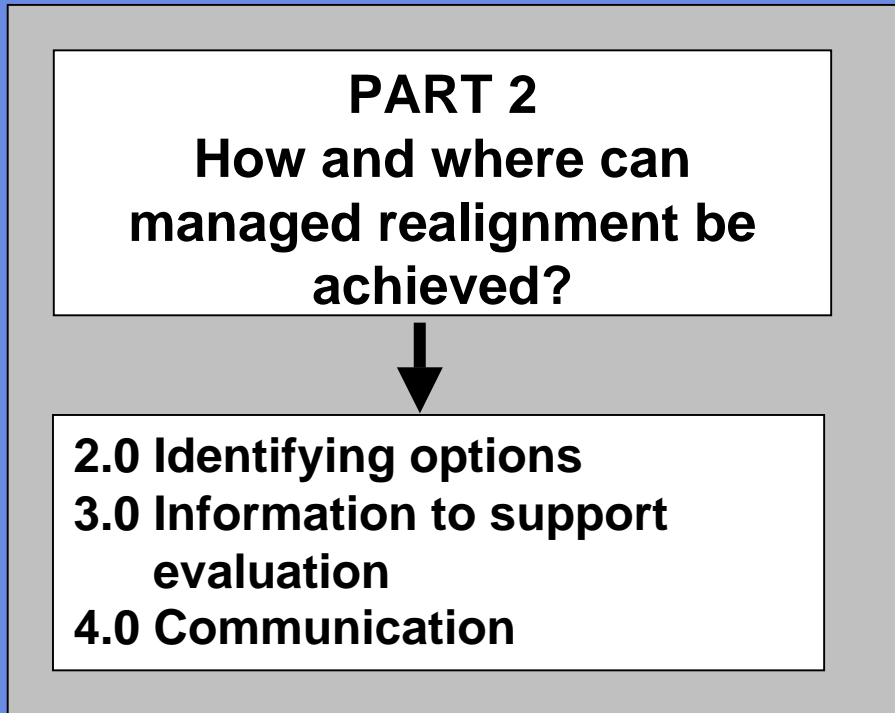 PART 2
How and where can
managed realignment be
achieved?
2.0 Identifying options
3.0 Information to support
evaluation
4.0 Communication